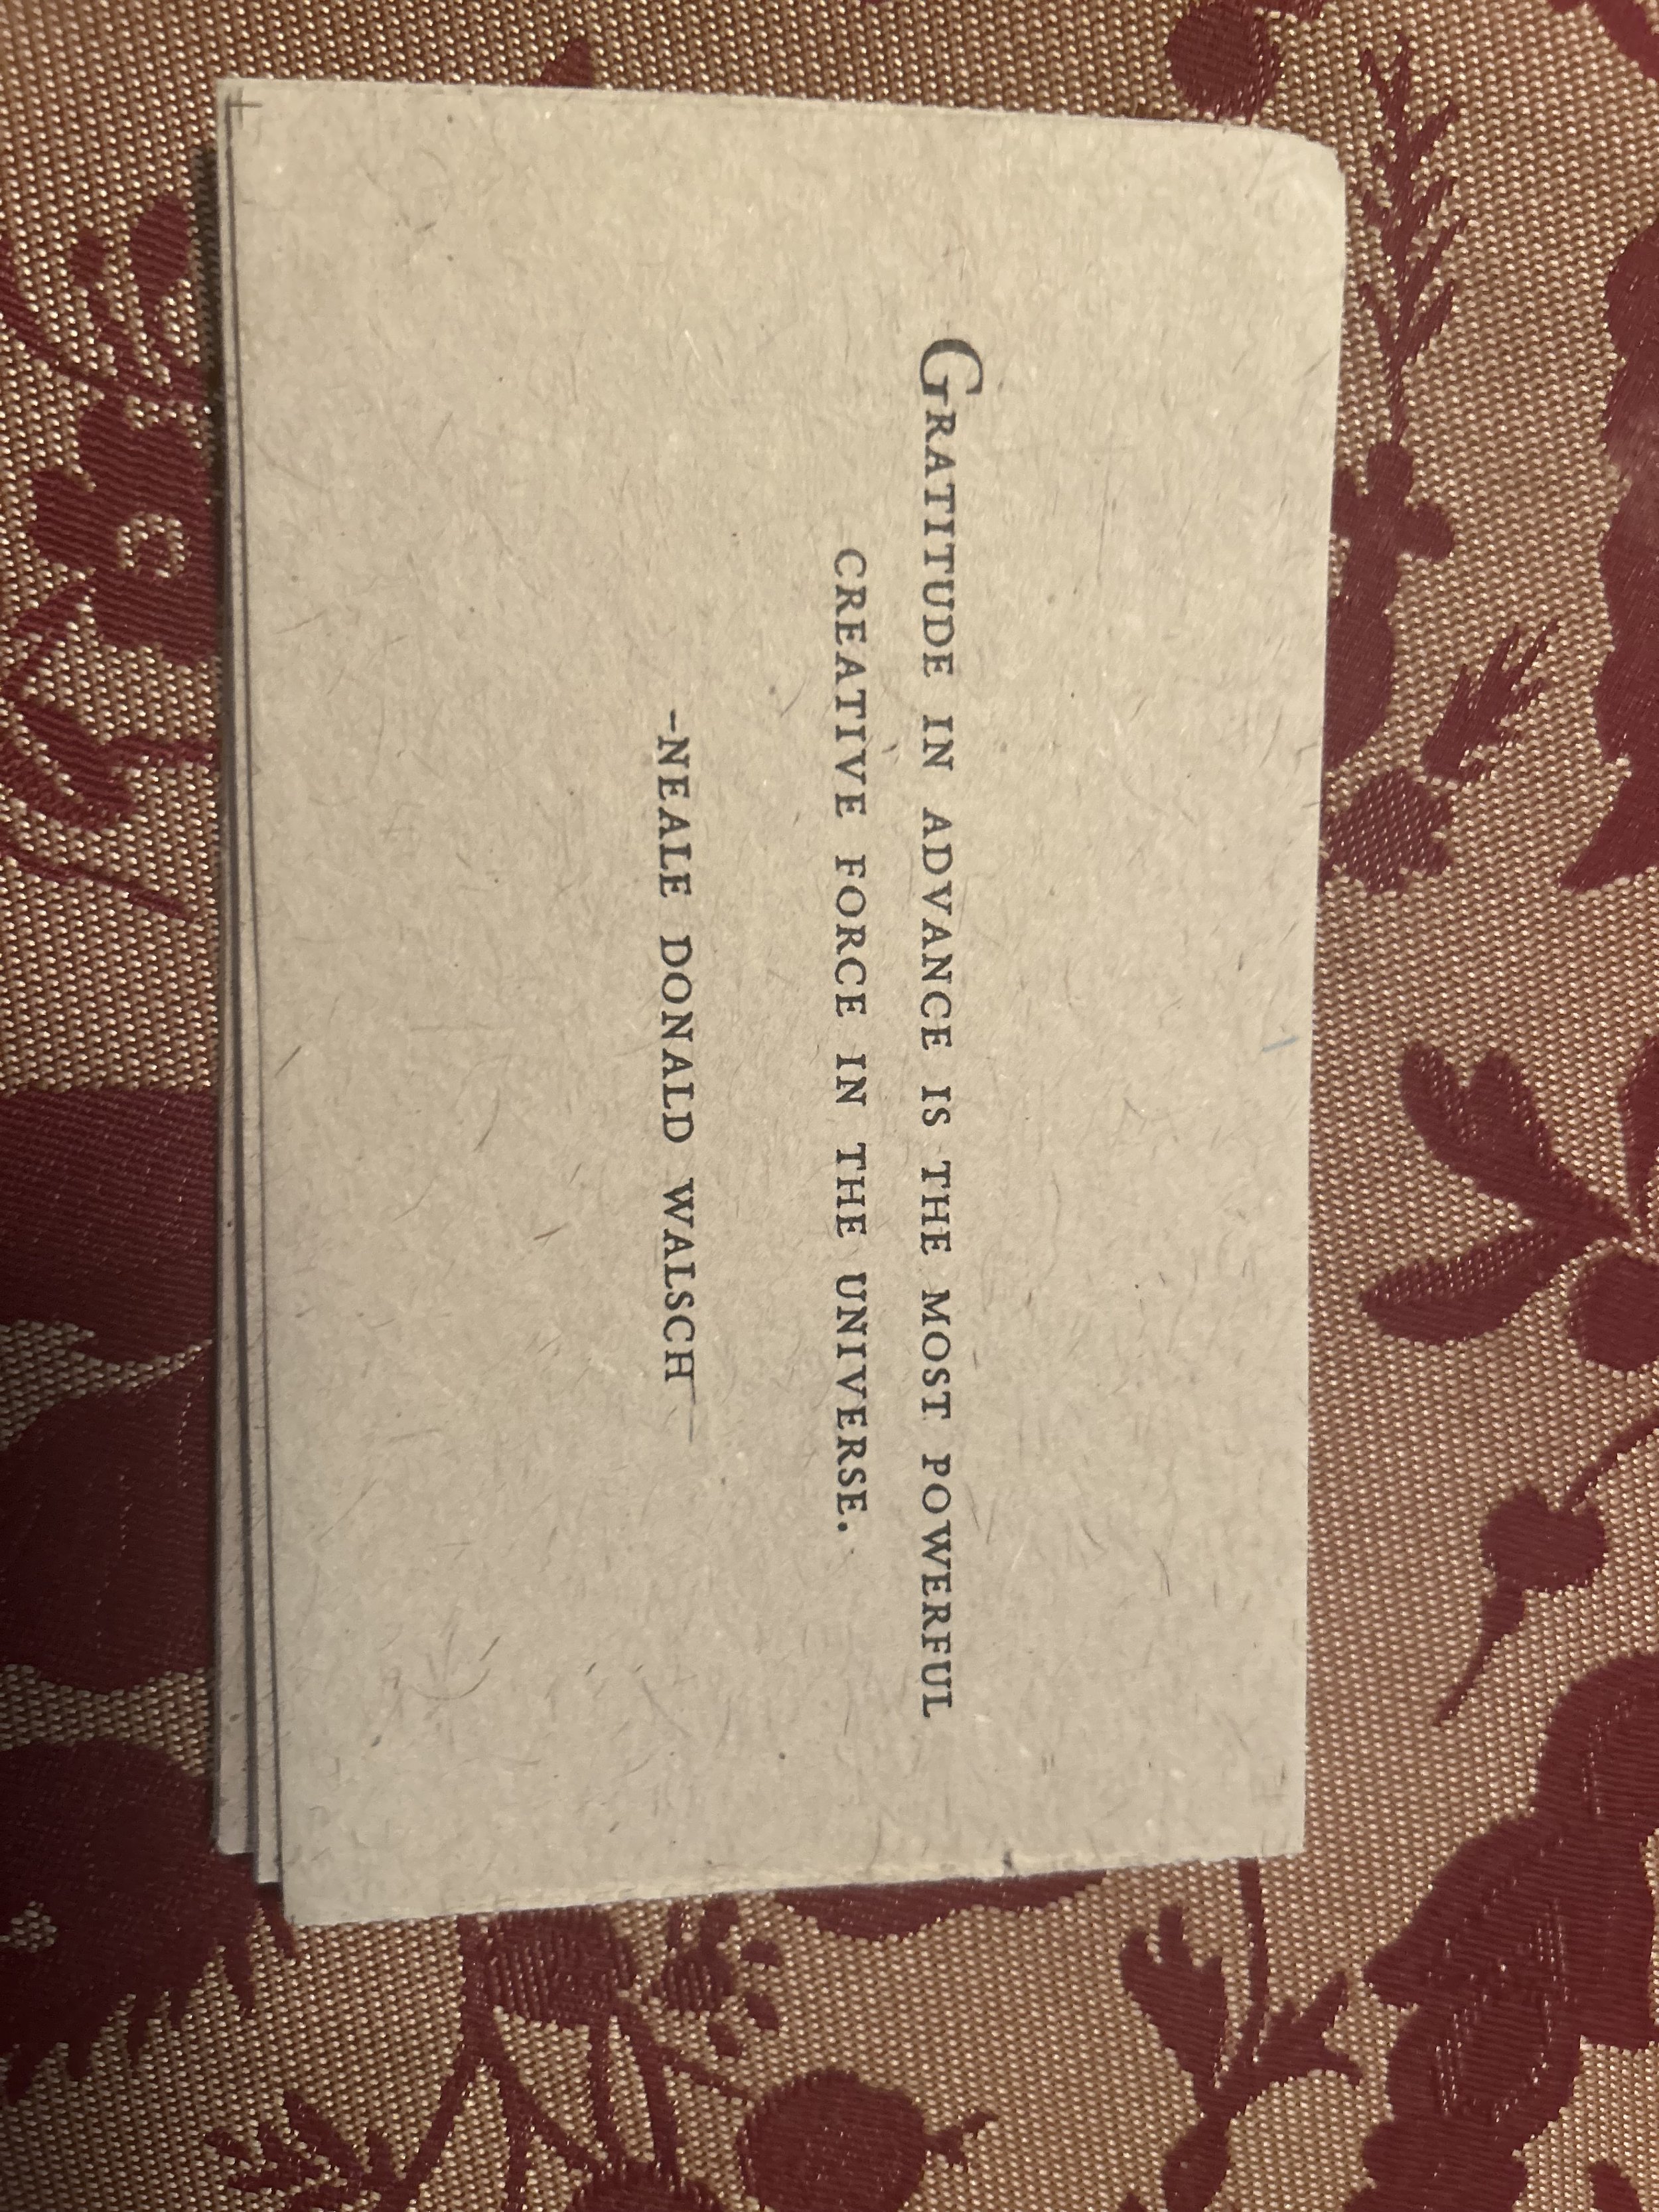 GRATITUDE IN ADVANCE IS THE MOST POWERFUL
CREATIVE FORCE IN THE UNIVERSE.
-NEALE DONALD WALSCH